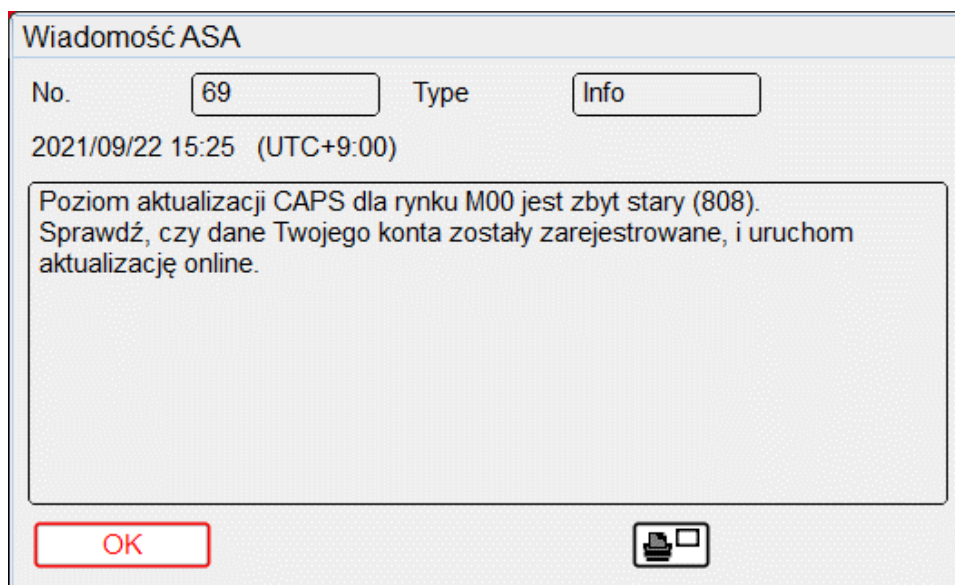 Wiadomość ASA
No. 69 Type Info
2021/09/22 15:25 (UTC+9:00)
Poziom aktualizacji CAPS dla rynku M00 jest zbyt stary (808).
Sprawdź, czy dane Twojego konta zostały zarejestrowane, i uruchom
aktualizację online.
OK